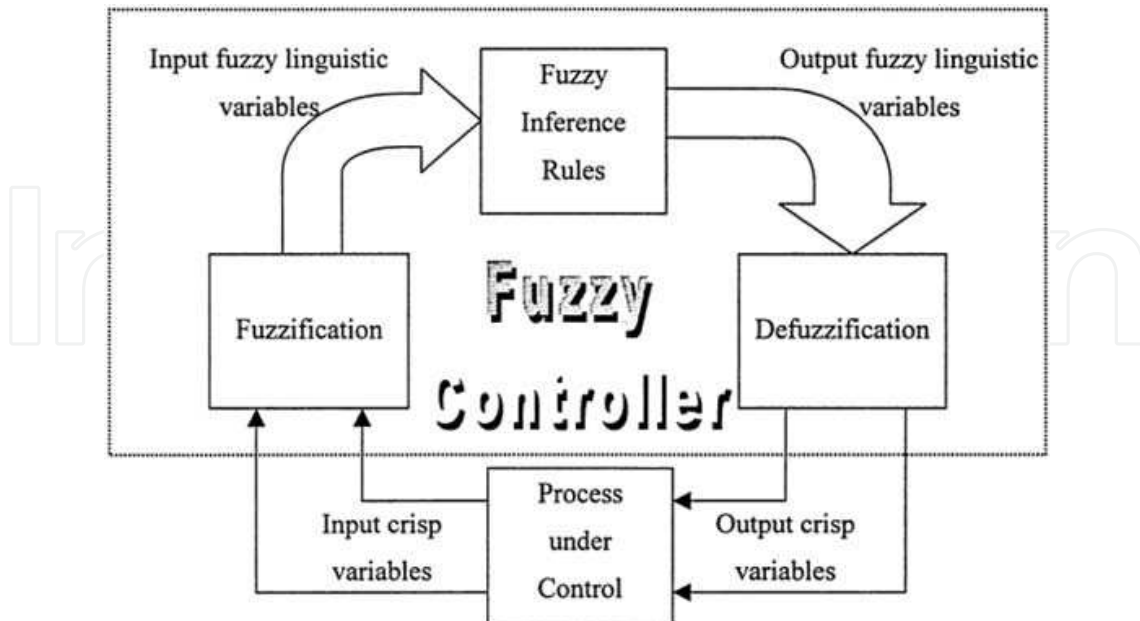 Input fuzzy linguistic
variables
Fuzzy
Inference
Rules
Output fuzzy linguistic
variables
Fuzzification
Fuzzy
Controller
Defuzzification
Input crisp
variables
Process
under
Control
Output crisp
variables